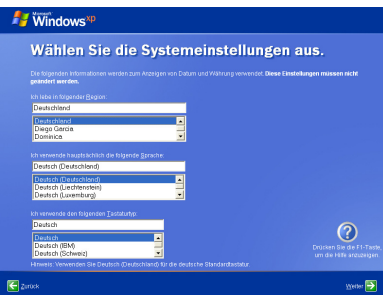 Microsoft
Windows xp
Wählen Sie die Systemeinstellungen aus.
Die folgenden Informationen werden zum Anzeigen von Datum und Währung verwendet. Diese Einstellungen müssen nicht
geändert werden.
Ich lebe in folgender Region:
Deutschland
Deutschland
Diego Garcia
Dominica
Ich verwende hauptsächlich die folgende Sprache:
Deutsch (Deutschland)
Deutsch (Deutschland)
Deutsch (Liechtenstein)
Deutsch (Luxemburg)
Ich verwende den folgenden Tastaturtyp:
Deutsch
Deutsch
Deutsch (IBM)
Deutsch (Schweiz)
Hinweis: Verwenden Sie Deutsch (Deutschland) für die deutsche Standardtastatur.
?
Drücken Sie die F1-Taste,
um die Hilfe anzuzeigen.
Zurück
Weiter